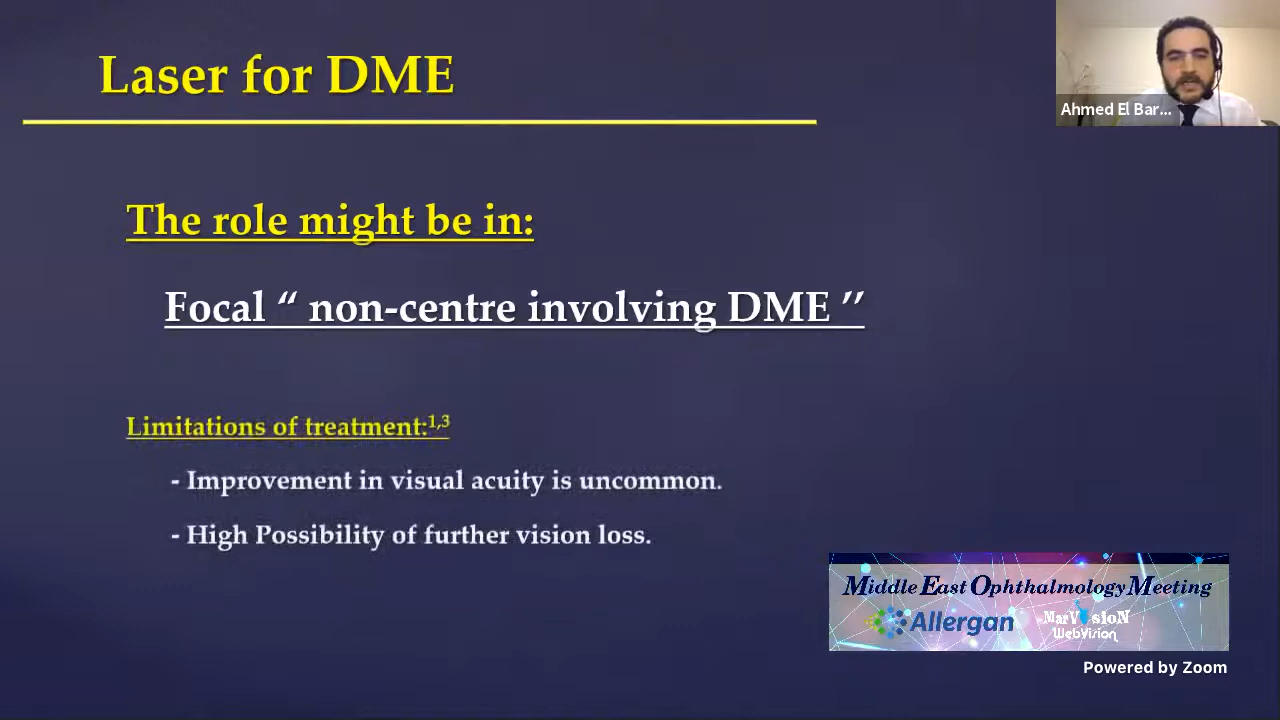 Laser for DME
Ahmed El Bar...
The role might be in:
Focal “ non-centre involving DME ’’
Limitations of treatment:1,3
- Improvement in visual acuity is uncommon.
- High Possibility of further vision loss.
Middle East Ophthalmology Meeting
Allergan
MarVision
WebVision
Powered by Zoom